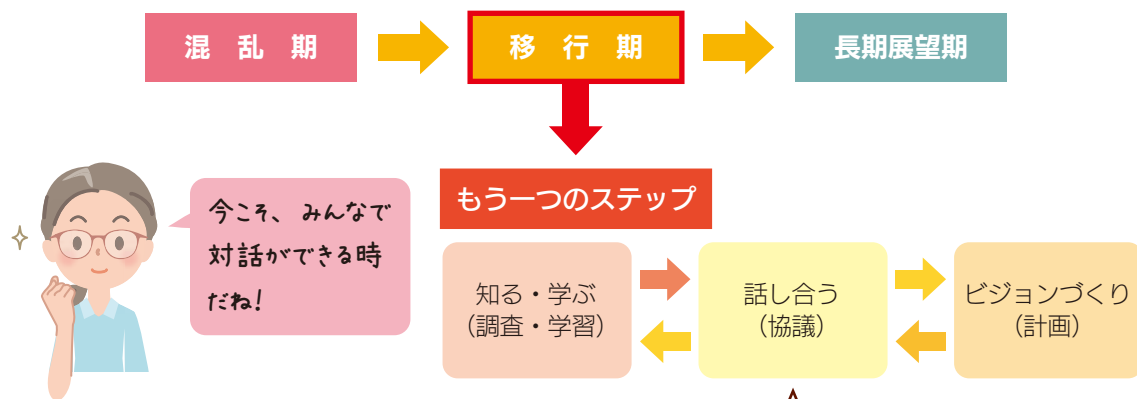 混 乱 期
移 行 期
長期展望期
もう一つのステップ
今こそ、みんなで
対話ができる時
だね!
知る・学ぶ
（調査・学習）
話し合う
（協議）
ビジョンづくり
（計画）